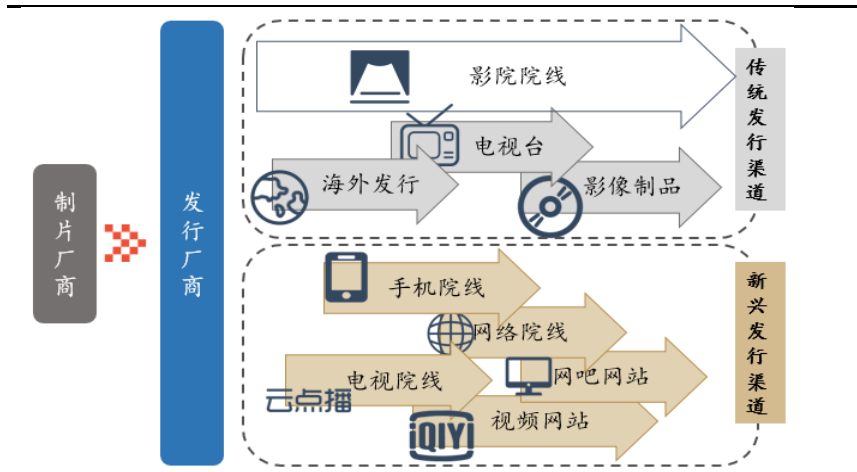 制片厂商
发行厂商
影院院线
电视台
海外发行
影像制品
传统发行渠道
手机院线
网络院线
电视院线
云点播
网吧网站
视频网站
iQIYI
新兴发行渠道